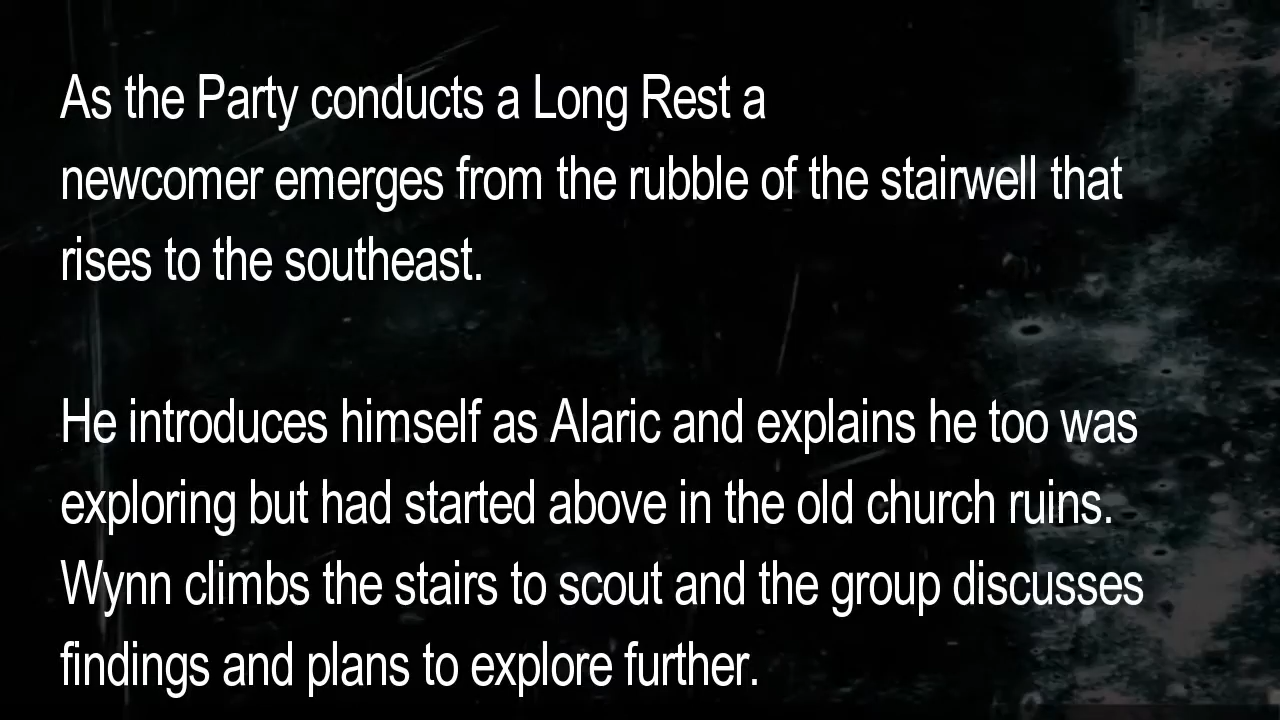 As the Party conducts a Long Rest a
newcomer emerges from the rubble of the stairwell that
rises to the southeast.
He introduces himself as Alaric and explains he too was
exploring but had started above in the old church ruins.
Wynn climbs the stairs to scout and the group discusses
findings and plans to explore further.